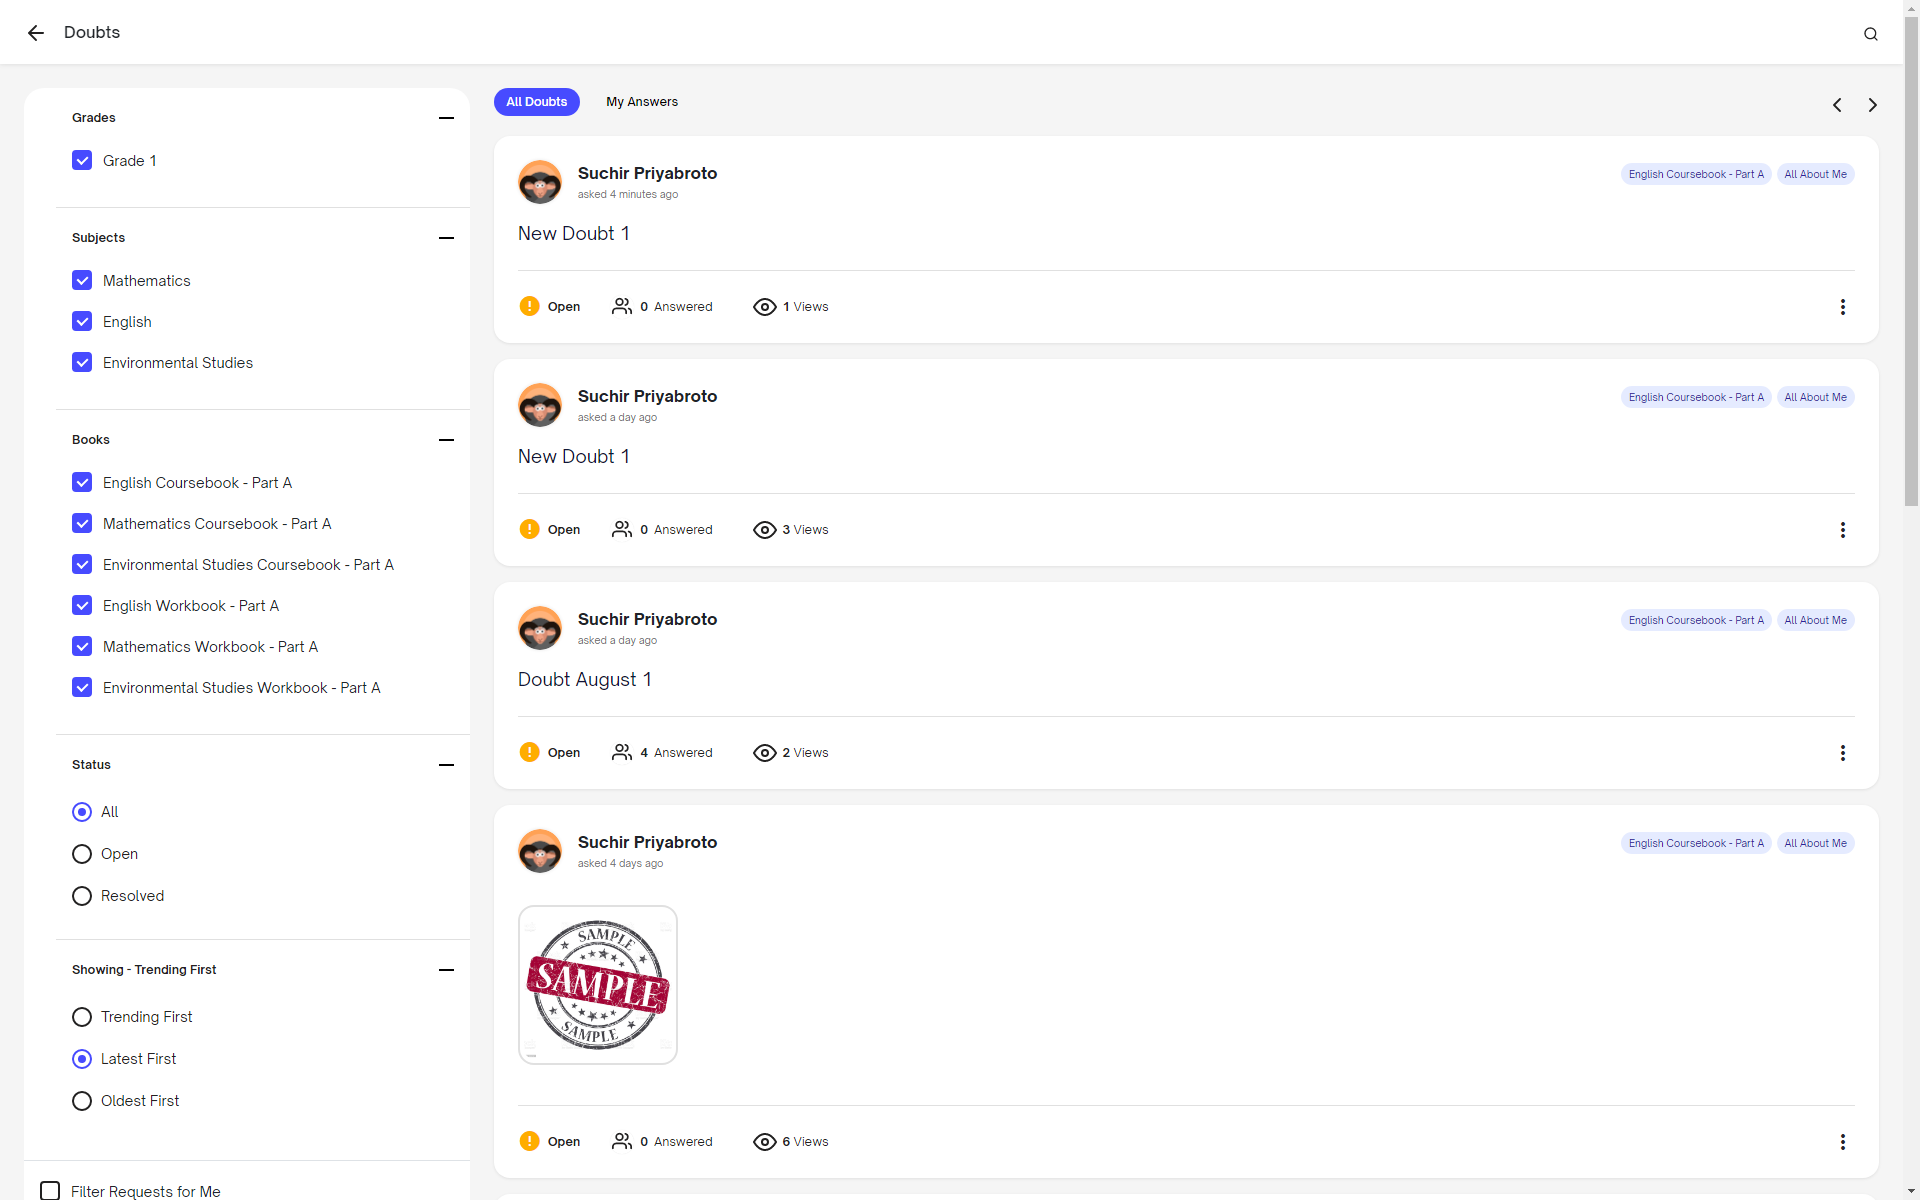 Doubts
Grades
Grade 1
Subjects
Mathematics
English
Environmental Studies
Books
English Coursebook - Part A
Mathematics Coursebook - Part A
Environmental Studies Coursebook - Part A
English Workbook - Part A
Mathematics Workbook - Part A
Environmental Studies Workbook - Part A
Status
All
Open
Resolved
Showing - Trending First
Trending First
Latest First
Oldest First
Filter Requests for Me
All Doubts My Answers
Suchir Priyabroto
asked 4 minutes ago
English Coursebook - Part A All About Me
New Doubt 1
Open 0 Answered 1 Views
Suchir Priyabroto
asked a day ago
English Coursebook - Part A All About Me
New Doubt 1
Open 0 Answered 3 Views
Suchir Priyabroto
asked a day ago
English Coursebook - Part A All About Me
Doubt August 1
Open 4 Answered 2 Views
Suchir Priyabroto
asked 4 days ago
English Coursebook - Part A All About Me
SAMPLE
SAMPLE
SAMPLE
Open 0 Answered 6 Views